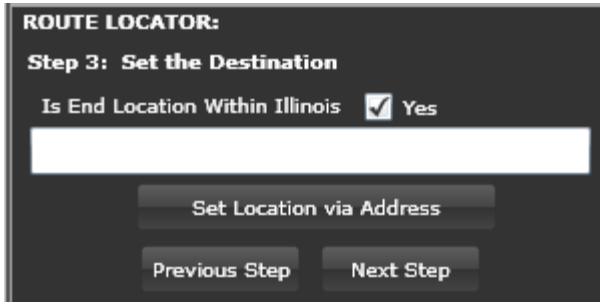 ROUTE LOCATOR:
Step 3: Set the Destination
Is End Location Within Illinois Yes
Set Location via Address
Previous Step Next Step